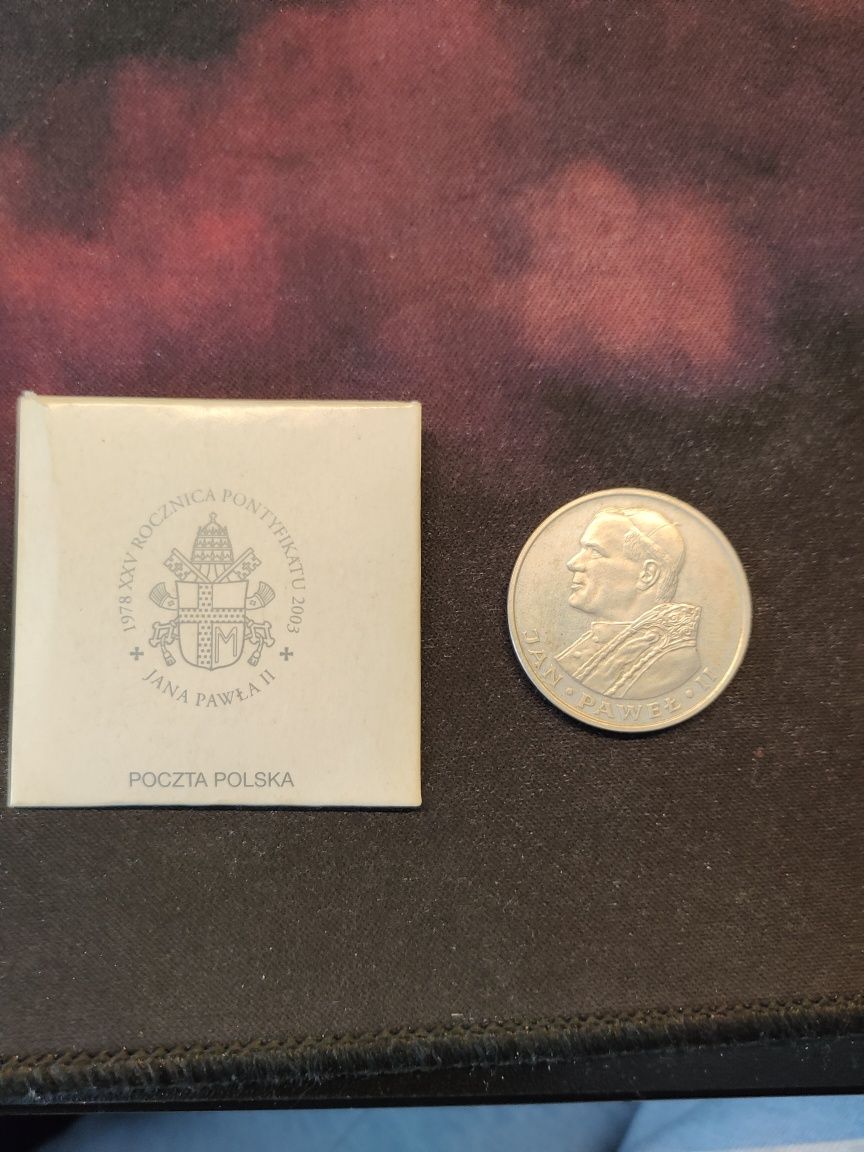 1978 XXV ROCZNICA PONTYFIKATU 2003
M
JANA PAWŁA II
POCZTA POLSKA
JAN • PAWEŁ • II